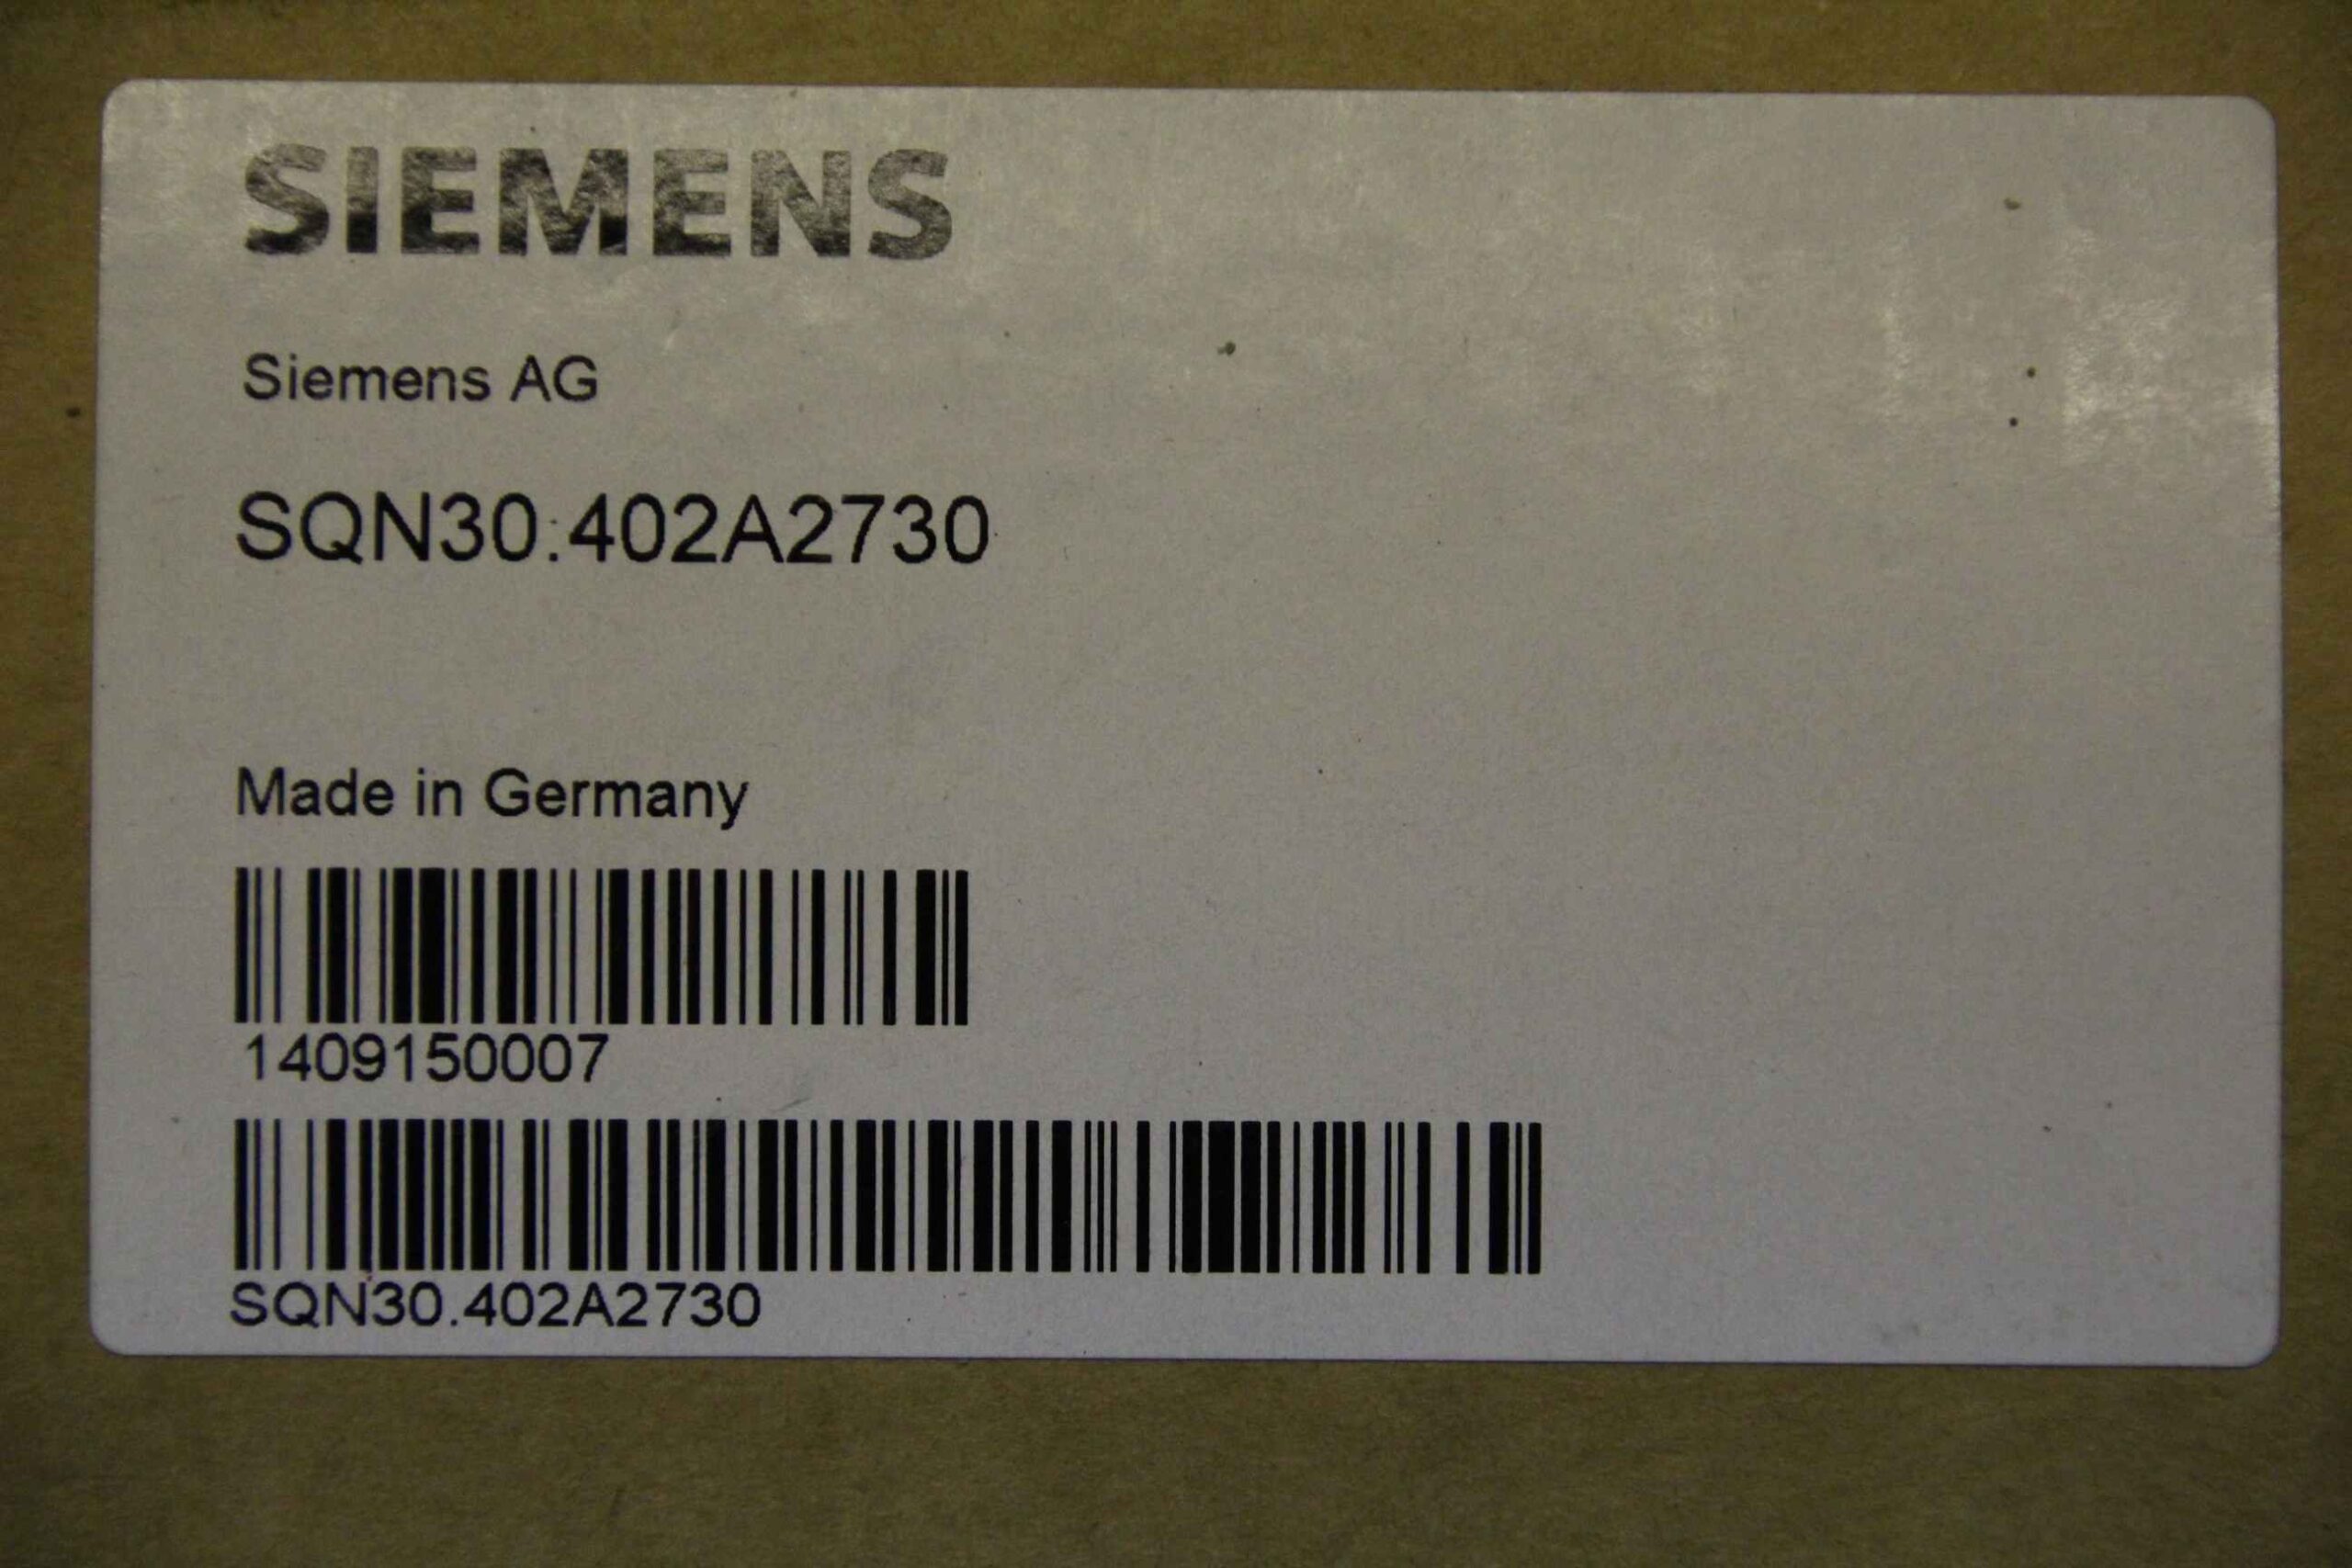 SIEMENS
Siemens AG
SQN30.402A2730
Made in Germany
1409150007
SQN30.402A2730